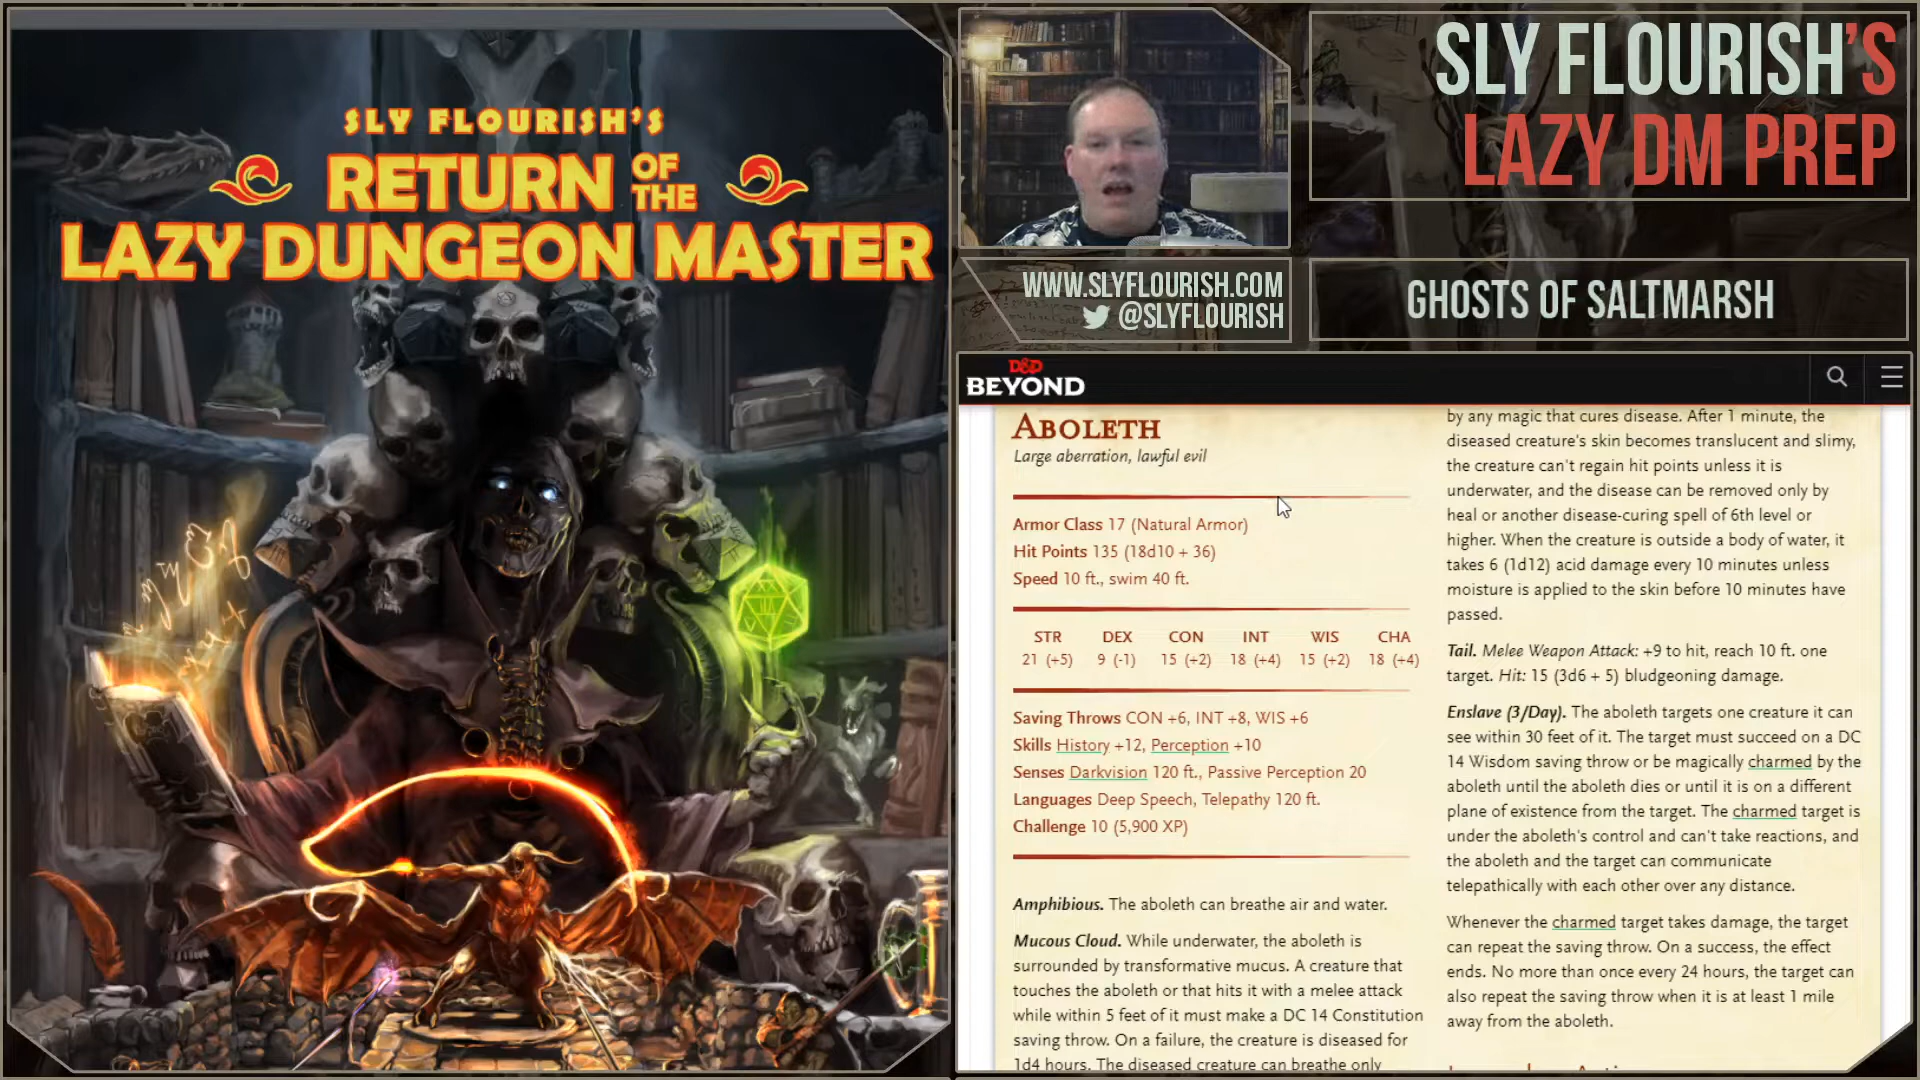 SLY FLOURISH'S
RETURN OF THE
LAZY DUNGEON MASTER
SLY FLOURISH'S
LAZY DM PREP
WWW.SLYFLOURISH.COM
@SLYFLOURISH
GHOSTS OF SALTMARSH
D&D
BEYOND
ABOLETH
Large aberration, lawful evil
Armor Class 17 (Natural Armor)
Hit Points 135 (18d10 + 36)
Speed 10 ft., swim 40 ft.
STR DEX CON INT WIS CHA
21 (+5) 9 (-1) 15 (+2) 18 (+4) 15 (+2) 18 (+4)
Saving Throws CON +6, INT +8, WIS +6
Skills History +12, Perception +10
Senses Darkvision 120 ft., Passive Perception 20
Languages Deep Speech, Telepathy 120 ft.
Challenge 10 (5,900 XP)
Amphibious. The aboleth can breathe air and water.
Mucous Cloud. While underwater, the aboleth is
surrounded by transformative mucus. A creature that
touches the aboleth or that hits it with a melee attack
while within 5 feet of it must make a DC 14 Constitution
saving throw. On a failure, the creature is diseased for
1d4 hours. The diseased creature can breathe only
by any magic that cures disease. After 1 minute, the
diseased creature's skin becomes translucent and slimy,
the creature can't regain hit points unless it is
underwater, and the disease can be removed only by
heal or another disease-curing spell of 6th level or
higher. When the creature is outside a body of water, it
takes 6 (1d12) acid damage every 10 minutes unless
moisture is applied to the skin before 10 minutes have
passed.
Tail. Melee Weapon Attack: +9 to hit, reach 10 ft. one
target. Hit: 15 (3d6 + 5) bludgeoning damage.
Enslave (3/Day). The aboleth targets one creature it can
see within 30 feet of it. The target must succeed on a DC
14 Wisdom saving throw or be magically charmed by the
aboleth until the aboleth dies or until it is on a different
plane of existence from the target. The charmed target is
under the aboleth's control and can't take reactions, and
the aboleth and the target can communicate
telepathically with each other over any distance.
Whenever the charmed target takes damage, the target
can repeat the saving throw. On a success, the effect
ends. No more than once every 24 hours, the target can
also repeat the saving throw when it is at least 1 mile
away from the aboleth.